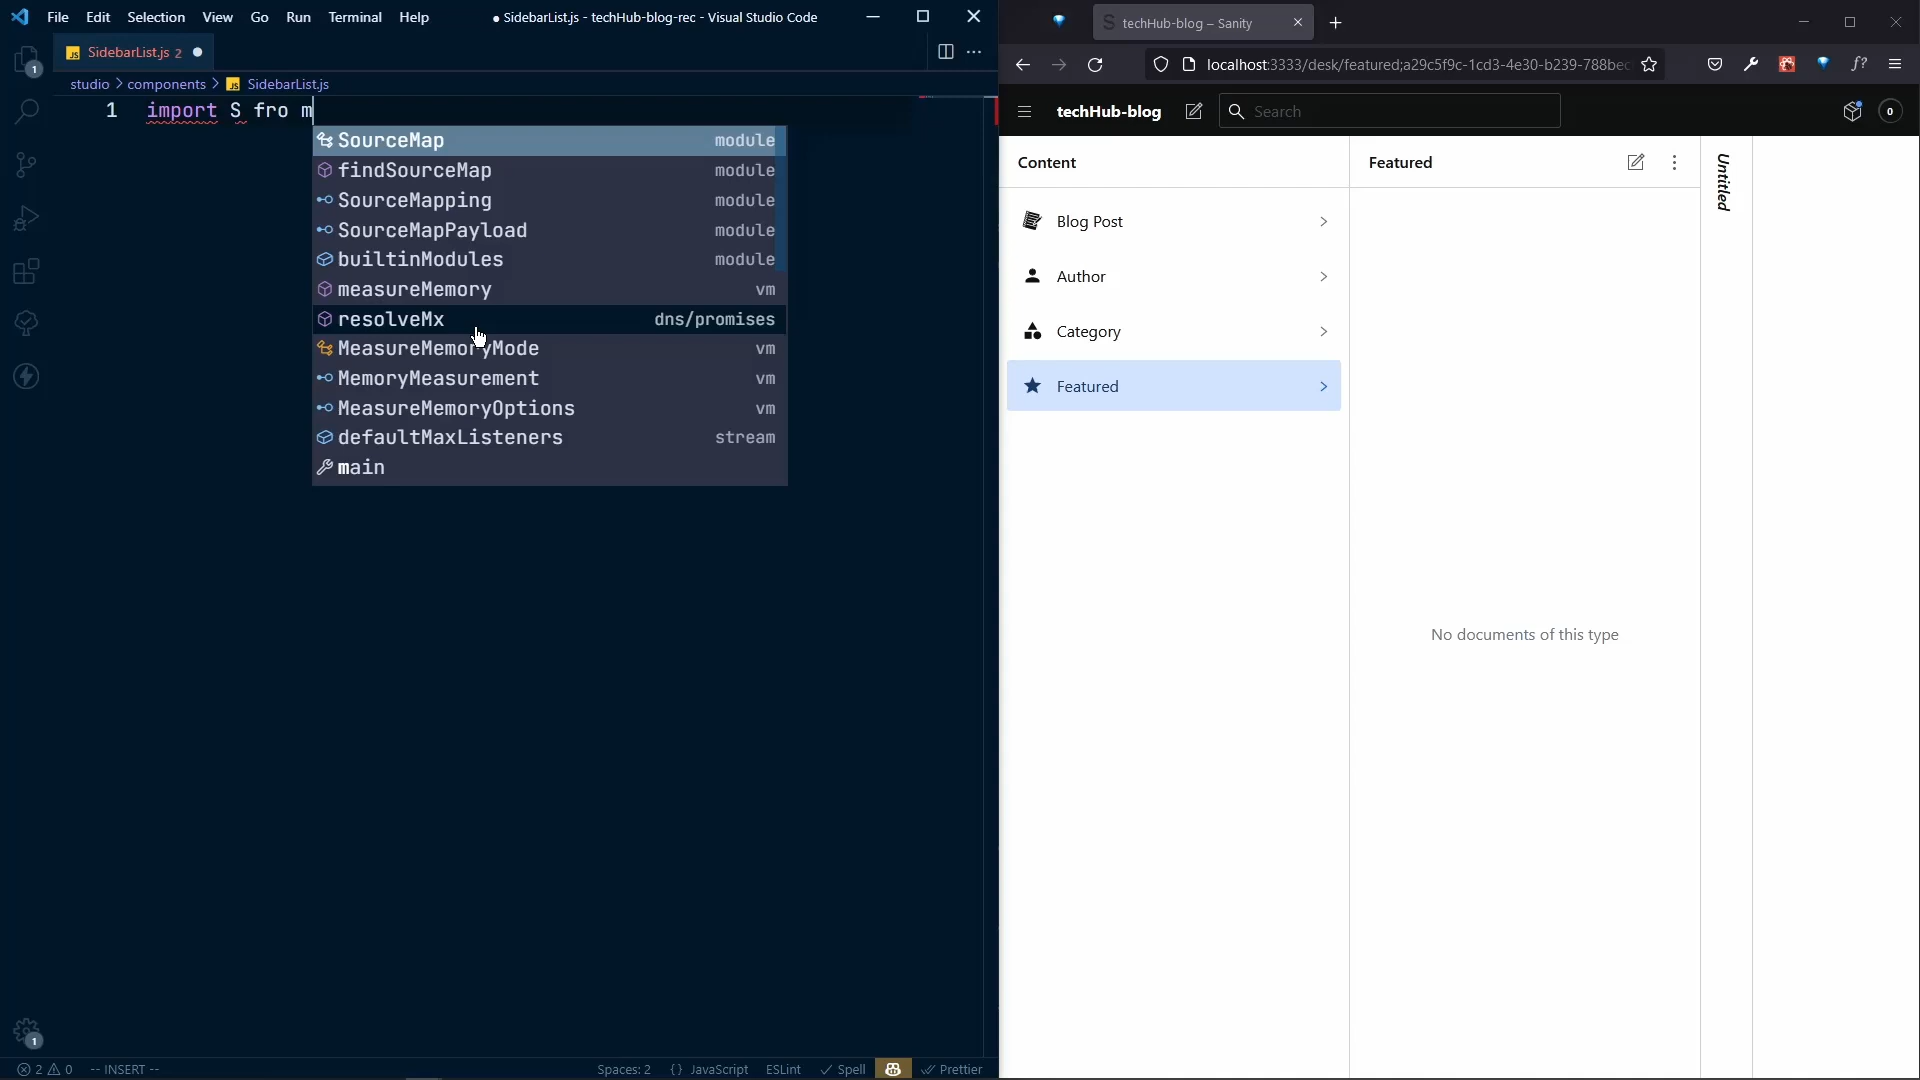 File Edit Selection View Go Run Terminal Help
● SidebarList.js - techHub-blog-rec - Visual Studio Code
SidebarList.js 2
studio > components > SidebarList.js
1 import S fro m
SourceMap module
findSourceMap module
SourceMapping module
SourceMapPayload module
builtinModules module
measureMemory vm
resolveMx dns/promises
MeasureMemoryMode vm
MemoryMeasurement vm
MeasureMemoryOptions vm
defaultMaxListeners stream
main
1
1
2 0 -- INSERT --
Spaces: 2 {} JavaScript ESLint Spell Prettier
techHub-blog – Sanity
localhost:3333/desk/featured;a29c5f9c-1cd3-4e30-b239-788bec
f?
techHub-blog
Search
0
Content
Blog Post
Author
Category
Featured
Featured
No documents of this type
Untitled